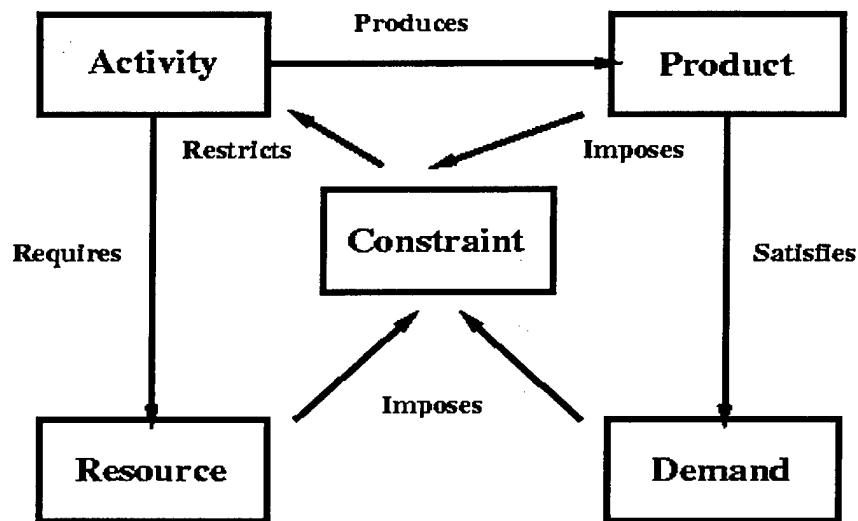 Produces
Activity
Product
Restricts
Imposes
Constraint
Requires
Satisfies
Imposes
Resource
Demand